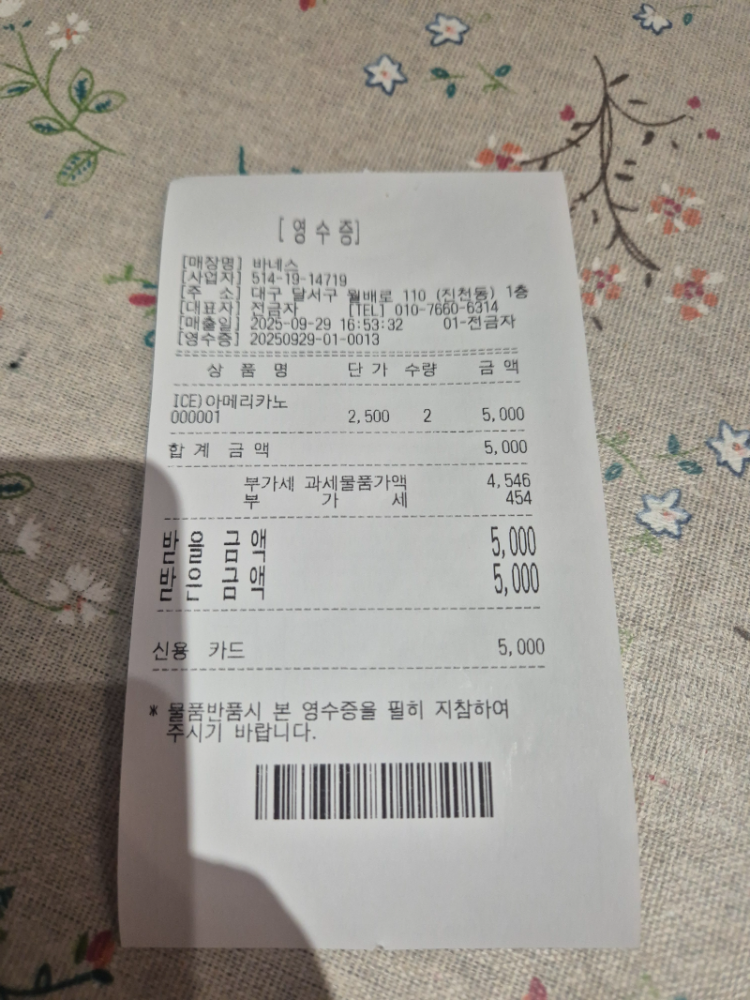 [영수증]
[매장명] 바네스
[사업자] 514-19-14719
[주 소] 대구 달서구 월배로 110 (진천동) 1층
[대표자] 전금자 [TEL] 010-7660-6314
[매출일] 2025-09-29 16:53:32 01-전금자
[영수증] 20250929-01-0013
상 품 명 단 가 수량 금 액
ICE)아메리카노
000001 2,500 2 5,000
합 계 금 액 5,000
부가세 과세물품가액 4,546
부 가 세 454
받 을 금 액 5,000
받 은 금 액 5,000
신용 카드 5,000
* 물품반품시 본 영수증을 필히 지참하여
주시기 바랍니다.